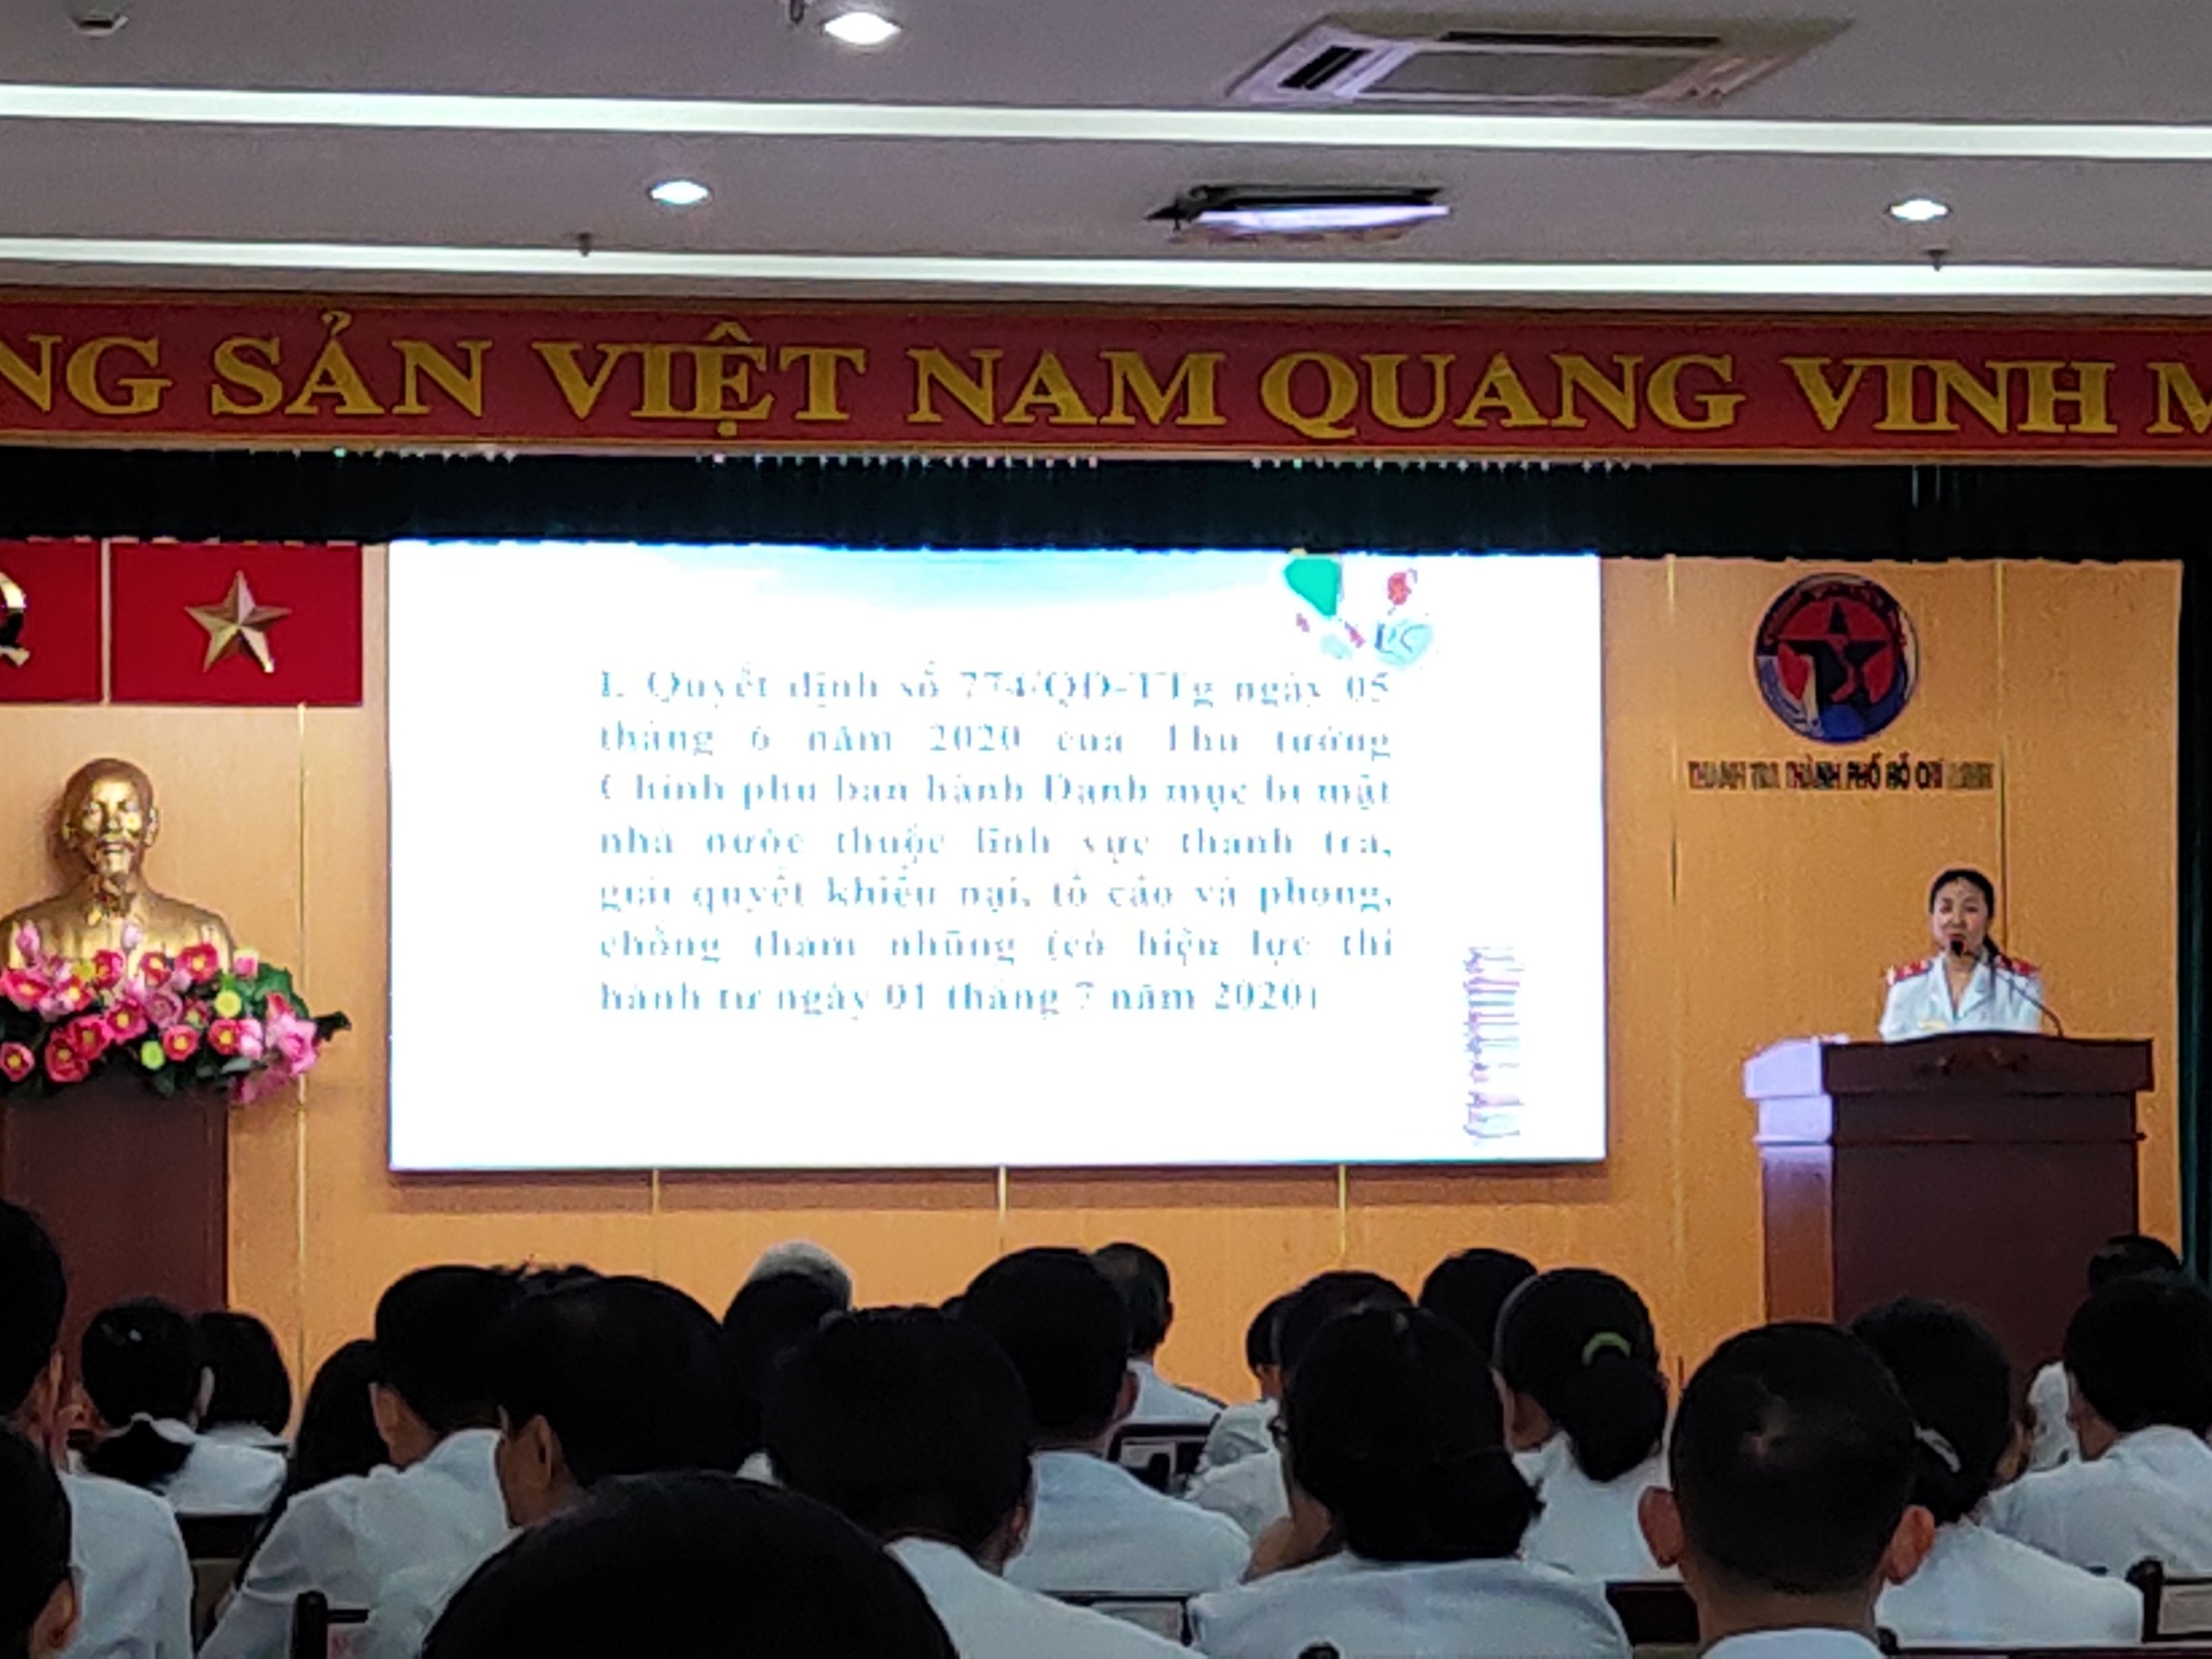 NG SẢN VIỆT NAM QUANG VINH M
I. Quyết định số 774/QĐ-TTg ngày 05
tháng 6 năm 2020 của Thủ tướng
Chính phủ ban hành Danh mục bí mật
nhà nước thuộc lĩnh vực thanh tra,
giải quyết khiếu nại, tố cáo và phòng,
chống tham nhũng (có hiệu lực thi
hành từ ngày 01 tháng 7 năm 2020)
THANH TRA THÀNH PHỐ HỒ CHÍ MINH